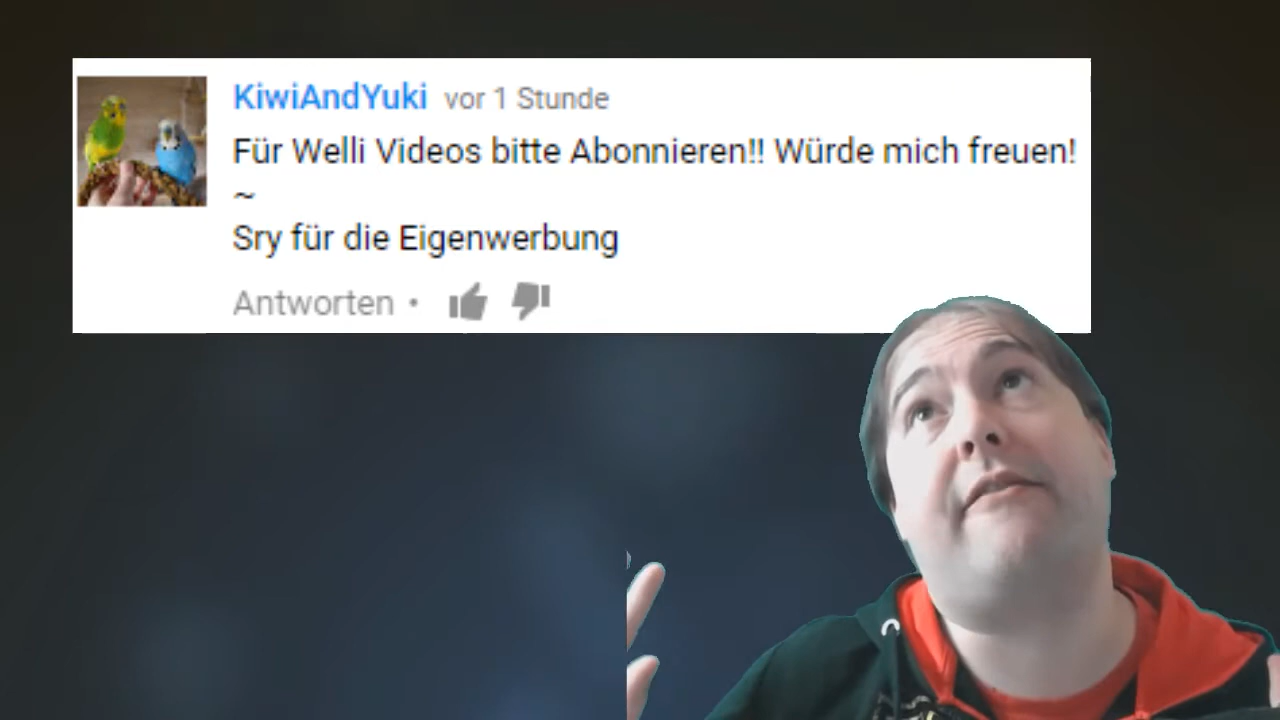 KiwiAndYuki vor 1 Stunde
Für Welli Videos bitte Abonnieren!! Würde mich freuen!
~
Sry für die Eigenwerbung
Antworten •